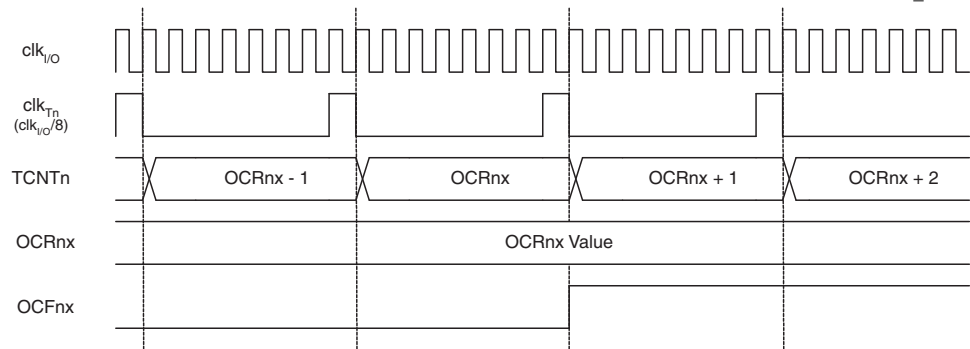 clkI/O
clkTn
(clkI/O/8)
TCNTn OCRnx - 1 OCRnx OCRnx + 1 OCRnx + 2
OCRnx OCRnx Value
OCFnx